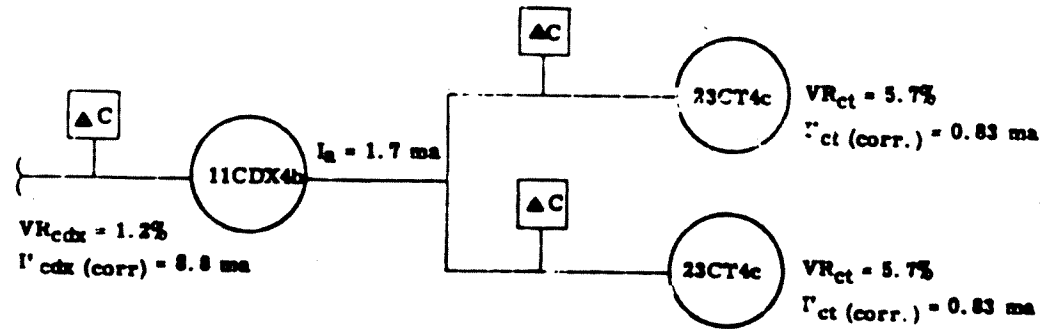 ▲C
23CT4c
VRct = 5.7%
I'ct (corr.) = 0.83 ma
▲C
11CDX4b
Ia = 1.7 ma
▲C
VRcdx = 1.2%
I'cdx (corr) = 8.8 ma
23CT4c
VRct = 5.7%
I'ct (corr.) = 0.83 ma